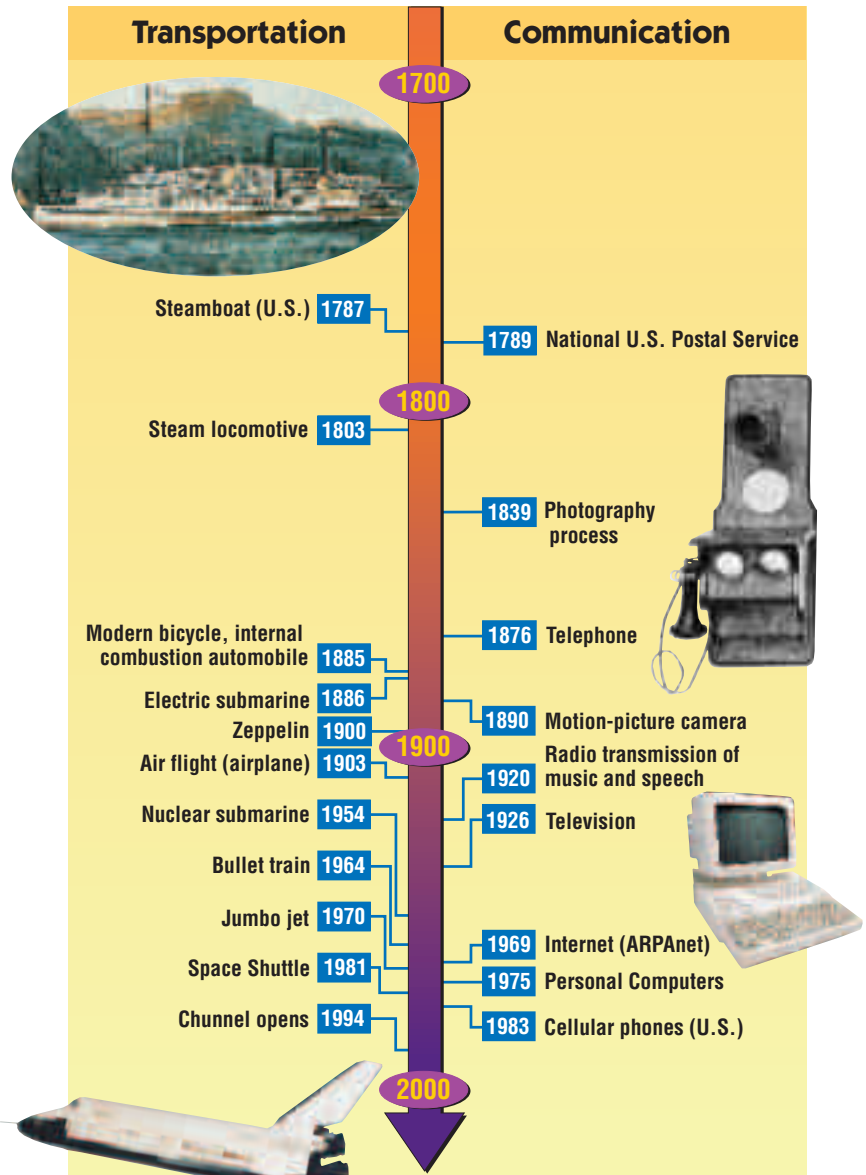 Transportation
Communication
1700
Steamboat (U.S.) 1787
1789 National U.S. Postal Service
1800
Steam locomotive 1803
1839 Photography
process
1876 Telephone
Modern bicycle, internal
combustion automobile 1885
Electric submarine 1886
1890 Motion-picture camera
Zeppelin 1900
1900
Air flight (airplane) 1903
Radio transmission of
1920 music and speech
Nuclear submarine 1954
1926 Television
Bullet train 1964
Jumbo jet 1970
1969 Internet (ARPAnet)
Space Shuttle 1981
1975 Personal Computers
Chunnel opens 1994
1983 Cellular phones (U.S.)
2000